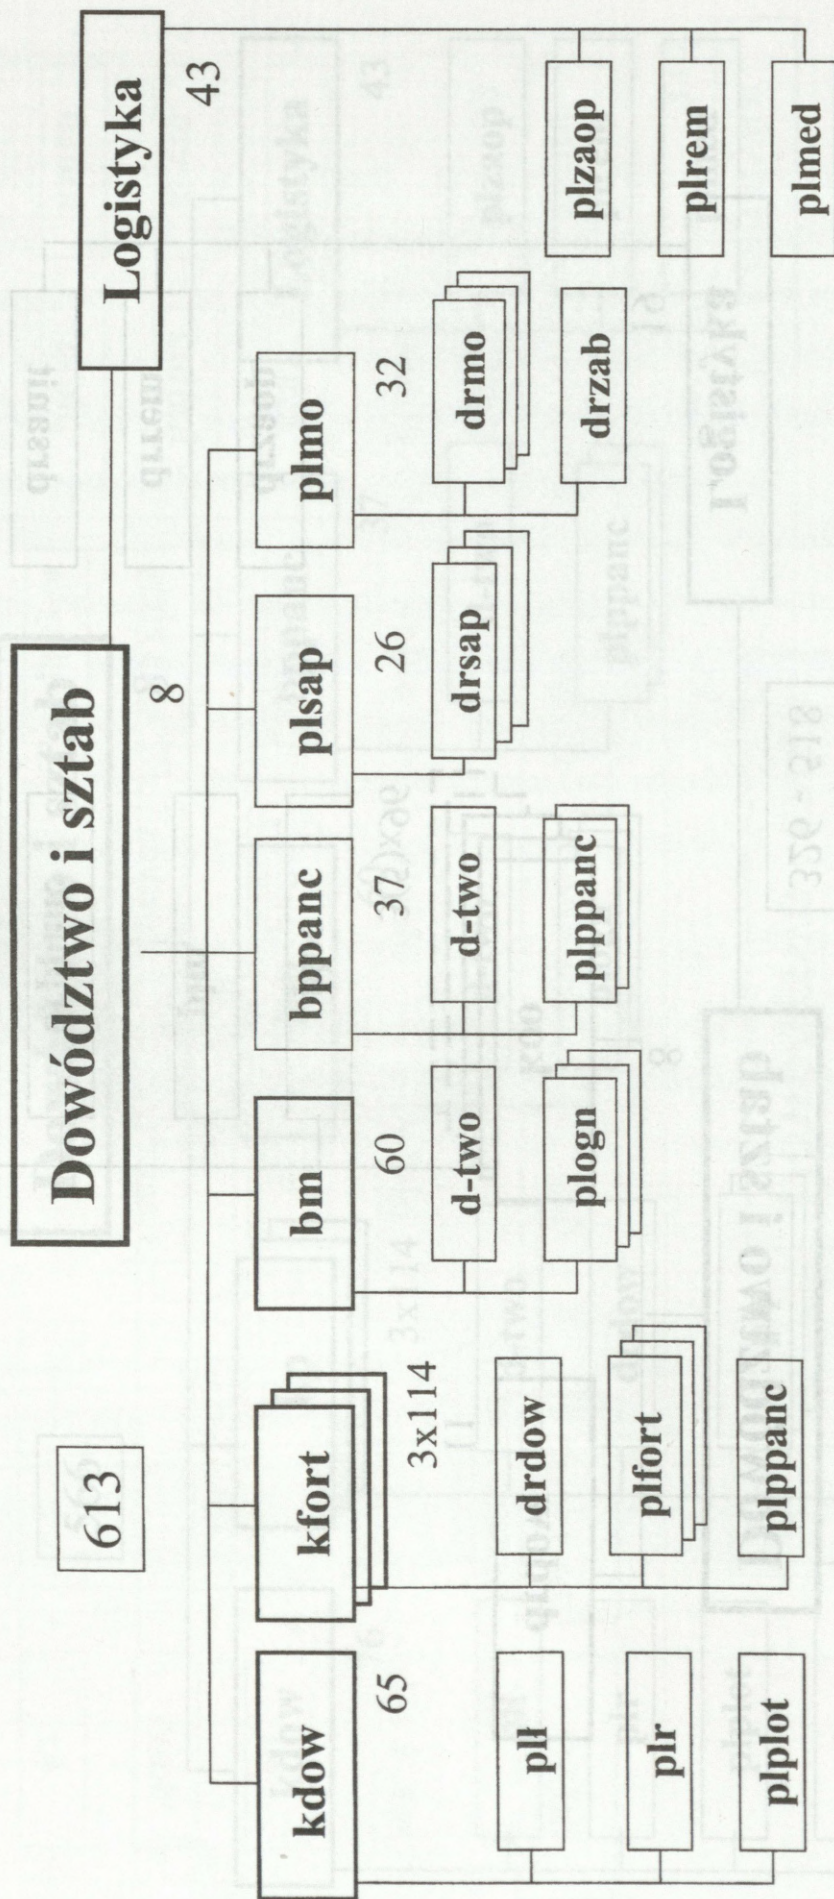 613
Dowództwo i sztab
8
Logistyka
43
kdow
65
kfort
3x114
bm
60
bppanc
37
plsap
26
plmo
32
plł
plr
plplot
drdow
plfort
plppanc
d-two
plogn
d-two
plppanc
drsap
drmo
drzab
plzaop
plrem
plmed